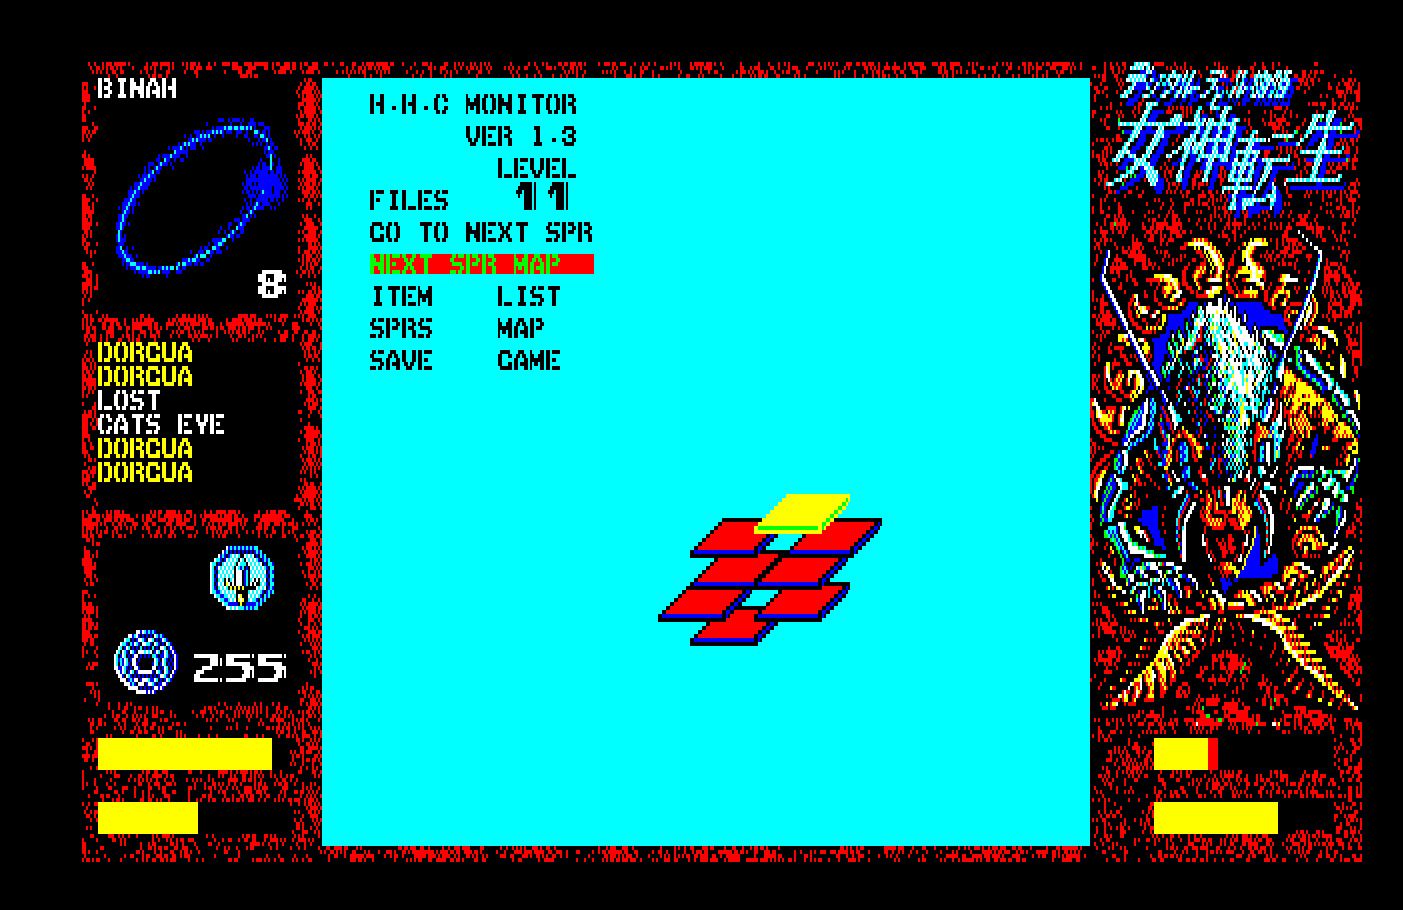 BINAH
8
DORGUA
DORGUA
LOST
CATS EYE
DORGUA
DORGUA
255
H.H.C MONITOR
VER 1.3
LEVEL
FILES 11
GO TO NEXT SPR
NEXT SPR MAP
ITEM LIST
SPRS MAP
SAVE GAME
デジタル・デビル物語
女神転生